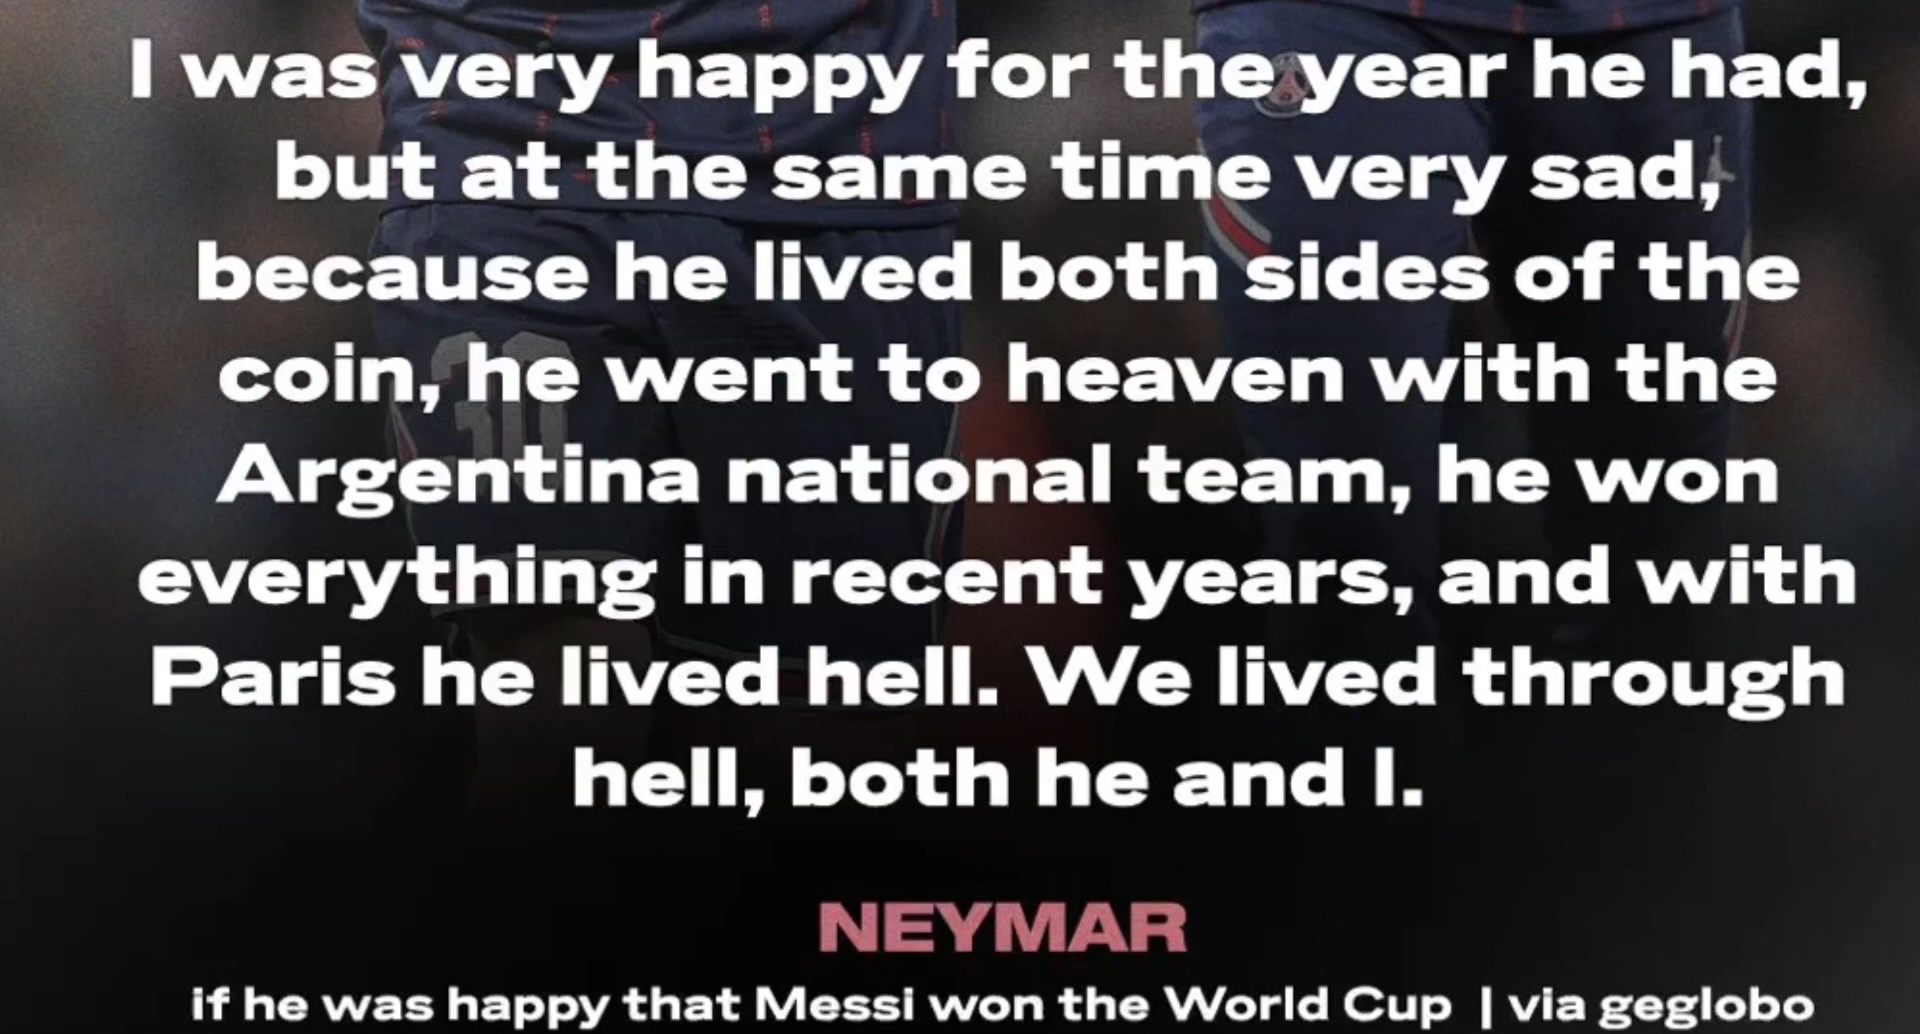 I was very happy for the year he had,
but at the same time very sad,
because he lived both sides of the
coin, he went to heaven with the
Argentina national team, he won
everything in recent years, and with
Paris he lived hell. We lived through
hell, both he and I.
NEYMAR
if he was happy that Messi won the World Cup | via geglobo
30